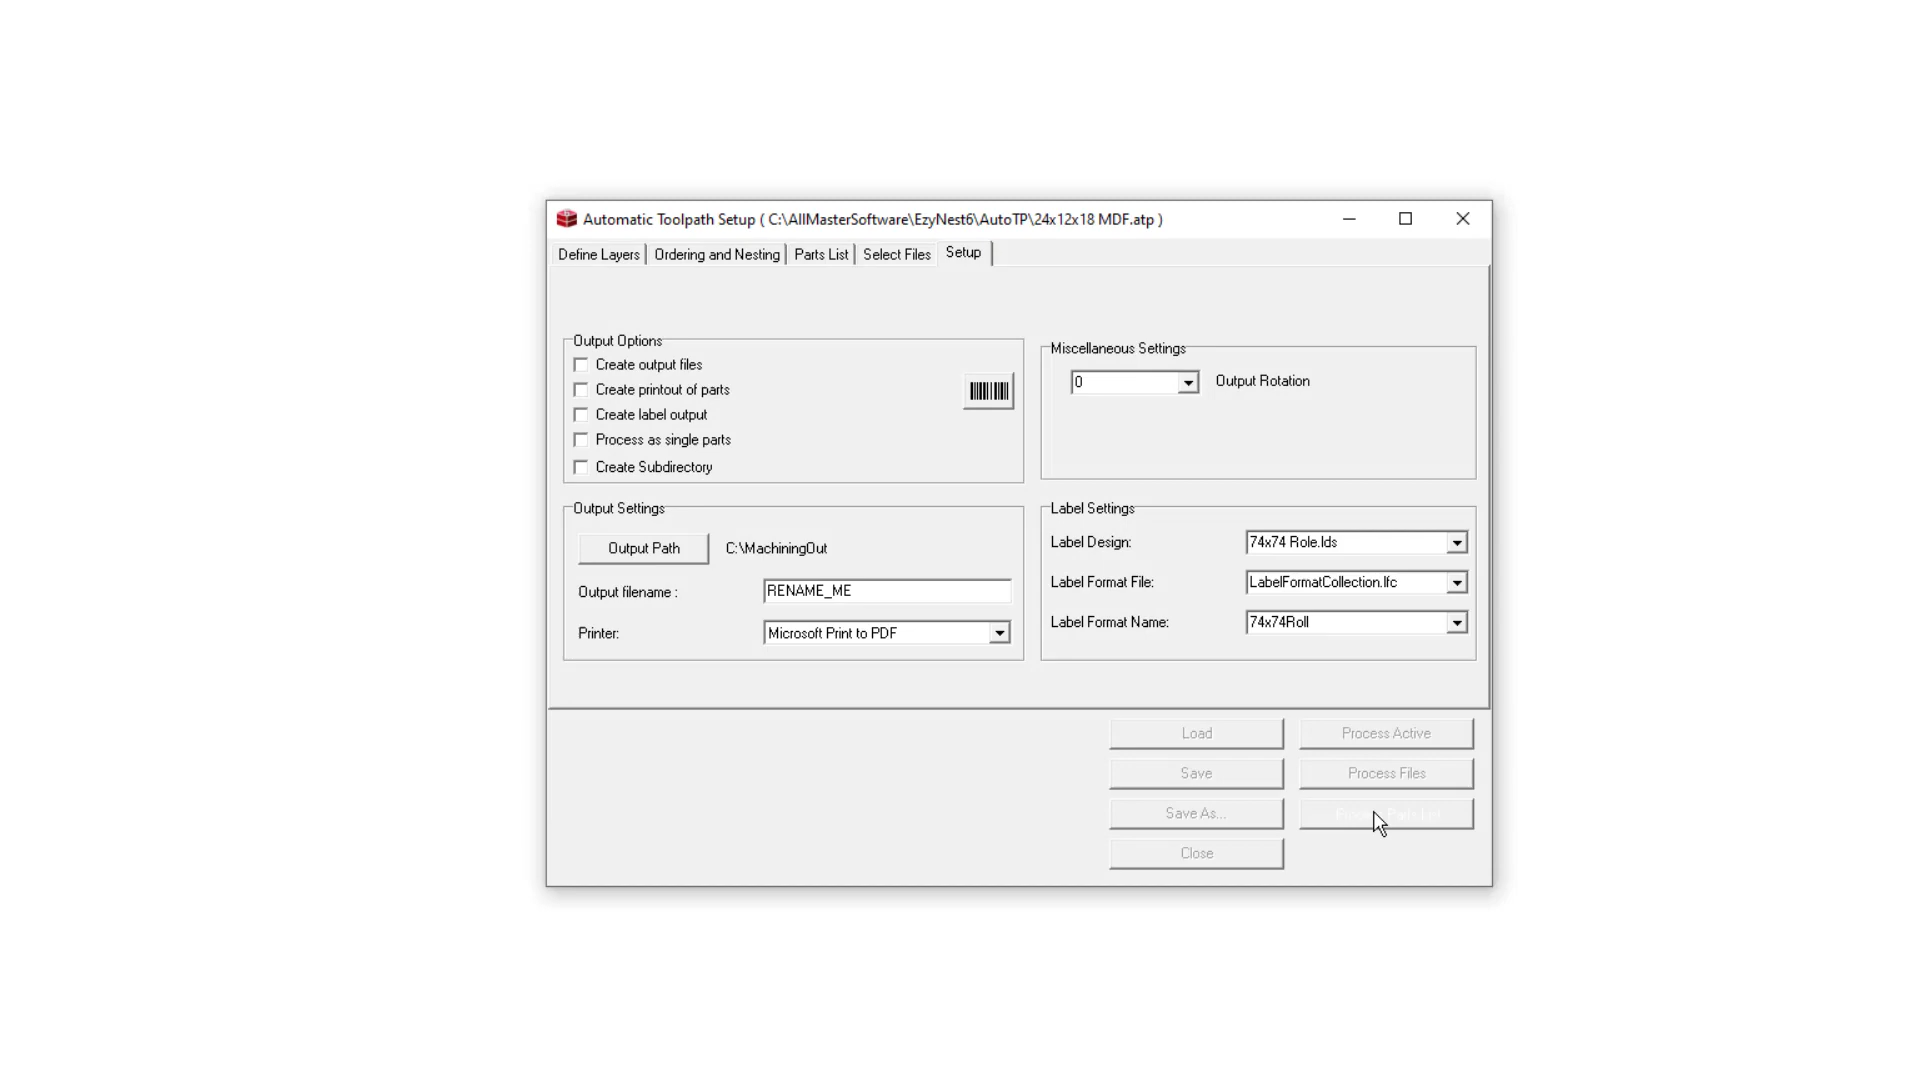 Automatic Toolpath Setup ( C:\AllMasterSoftware\EzyNest6\AutoTP\24x12x18 MDF.atp )
Define Layers Ordering and Nesting Parts List Select Files Setup
Output Options
Create output files
Create printout of parts
Create label output
Process as single parts
Create Subdirectory
Miscellaneous Settings
0 Output Rotation
Output Settings
Output Path C:\MachiningOut
Output filename : RENAME_ME
Printer: Microsoft Print to PDF
Label Settings
Label Design: 74x74 Role.lds
Label Format File: LabelFormatCollection.lfc
Label Format Name: 74x74Roll
Load Process Active
Save Process Files
Save As...
Close